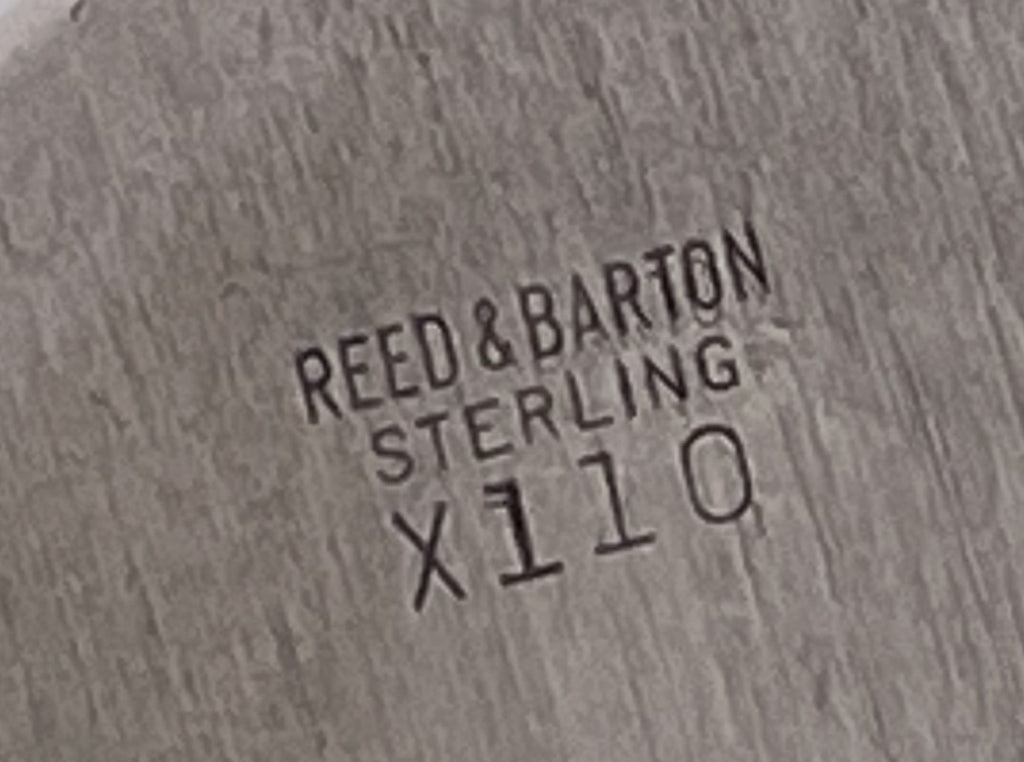 REED & BARTON
STERLING
X110